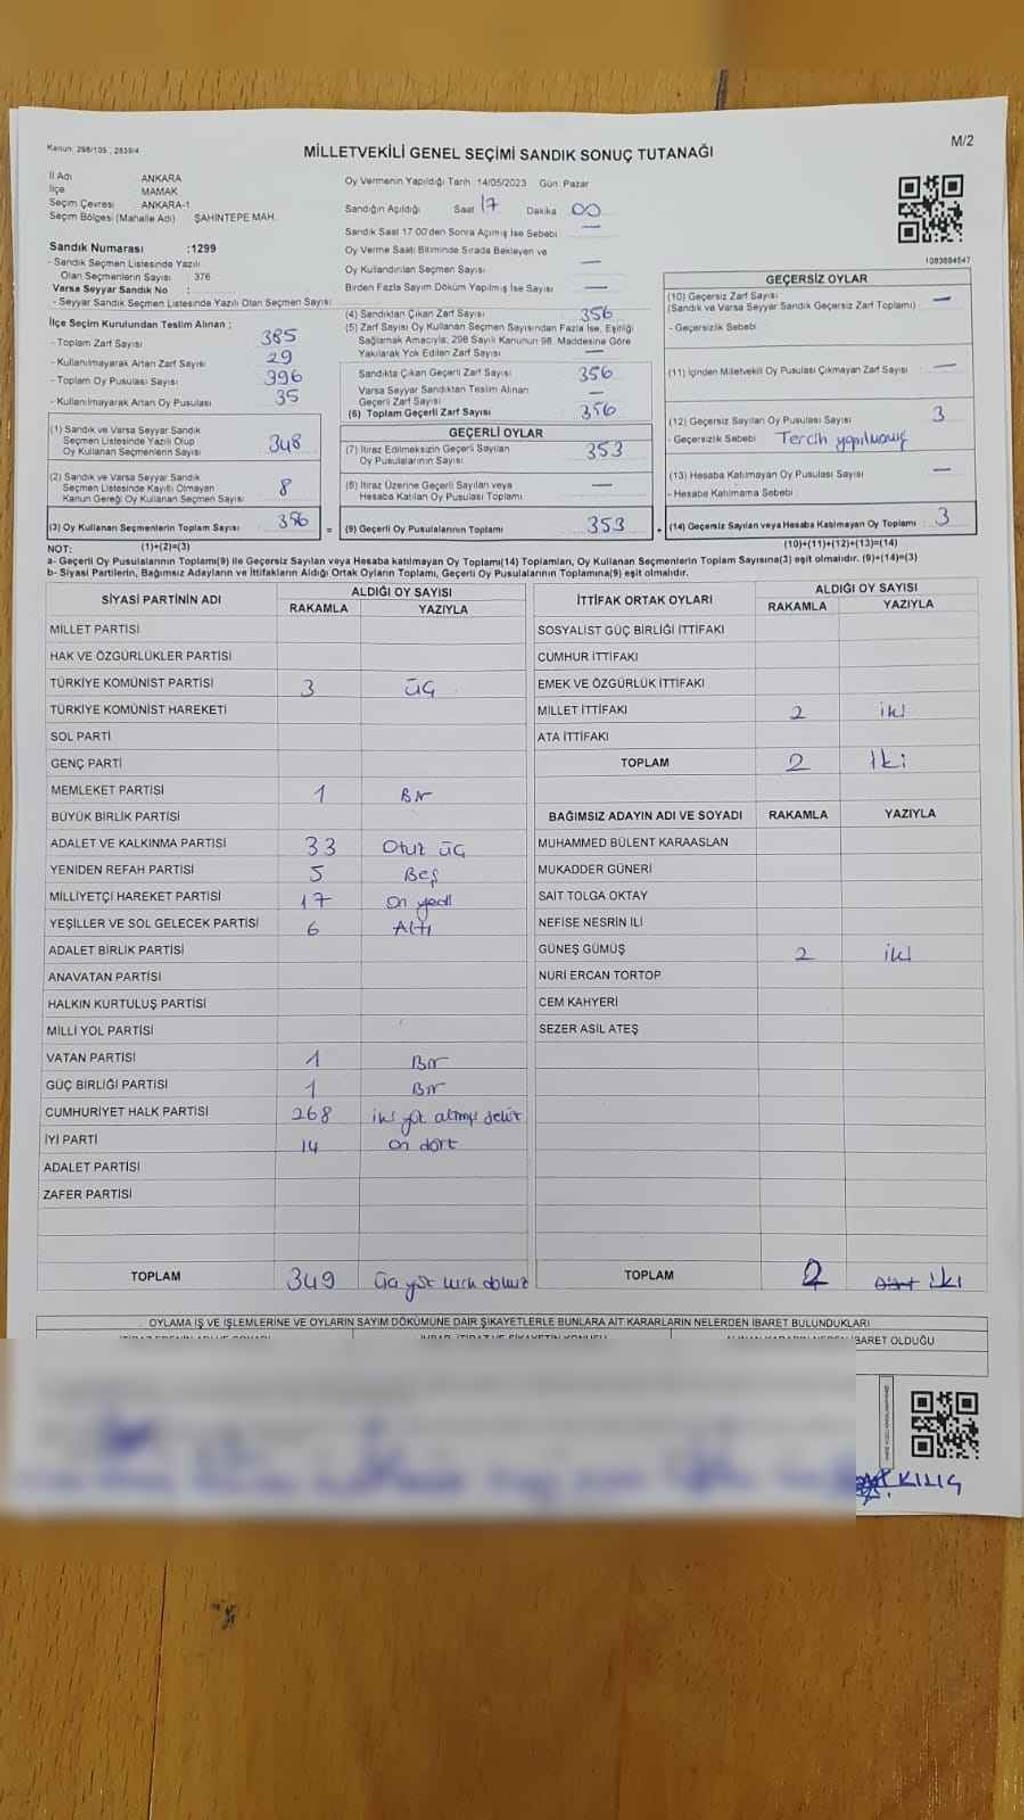 Kanun: 298/105 , 2839/4
MİLLETVEKİLİ GENEL SEÇİMİ SANDIK SONUÇ TUTANAĞI
M/2
İl Adı ANKARA
İlçe MAMAK
Seçim Çevresi ANKARA-1
Seçim Bölgesi (Mahalle Adı) ŞAHİNTEPE MAH.
Sandık Numarası :1299
- Sandık Seçmen Listesinde Yazılı
Olan Seçmenlerin Sayısı 376
Varsa Seyyar Sandık No :
- Seyyar Sandık Seçmen Listesinde Yazılı Olan Seçmen Sayısı:
İlçe Seçim Kurulundan Teslim Alınan :
- Toplam Zarf Sayısı 385
- Kullanılmayarak Artan Zarf Sayısı 29
- Toplam Oy Pusulası Sayısı 396
- Kullanılmayarak Artan Oy Pusulası 35
(1) Sandık ve Varsa Seyyar Sandık
Seçmen Listesinde Yazılı Olup
Oy Kullanan Seçmenlerin Sayısı 348
(2) Sandık ve Varsa Seyyar Sandık
Seçmen Listesinde Kayıtlı Olmayan
Kanun Gereği Oy Kullanan Seçmen Sayısı 8
(3) Oy Kullanan Seçmenlerin Toplam Sayısı: 356 =
Oy Vermenin Yapıldığı Tarih :14/05/2023 Gün: Pazar
Sandığın Açıldığı Saat 17 Dakika 00
Sandık Saat 17:00'den Sonra Açılmış İse Sebebi —
Oy Verme Saati Bitiminde Sırada Bekleyen ve
Oy Kullandırılan Seçmen Sayısı —
Birden Fazla Sayım Döküm Yapılmış İse Sayısı —
(4) Sandıktan Çıkan Zarf Sayısı 356
(5) Zarf Sayısı Oy Kullanan Seçmen Sayısından Fazla İse, Eşitliği
Sağlamak Amacıyla; 298 Sayılı Kanunun 98. Maddesine Göre
Yakılarak Yok Edilen Zarf Sayısı —
Sandıkta Çıkan Geçerli Zarf Sayısı 356
Varsa Seyyar Sandıktan Teslim Alınan
Geçerli Zarf Sayısı —
(6) Toplam Geçerli Zarf Sayısı 356
GEÇERLİ OYLAR
(7) İtiraz Edilmeksizin Geçerli Sayılan
Oy Pusulalarının Sayısı 353
(8) İtiraz Üzerine Geçerli Sayılan veya
Hesaba Katılan Oy Pusulası Toplamı —
(9) Geçerli Oy Pusulalarının Toplamı 353 +
1083884847
GEÇERSİZ OYLAR
(10) Geçersiz Zarf Sayısı
(Sandık ve Varsa Seyyar Sandık Geçersiz Zarf Toplamı) —
- Geçersizlik Sebebi
(11) İçinden Milletvekili Oy Pusulası Çıkmayan Zarf Sayısı —
(12) Geçersiz Sayılan Oy Pusulası Sayısı 3
- Geçersizlik Sebebi Tercih yapılmamış
(13) Hesaba Katılmayan Oy Pusulası Sayısı —
- Hesaba Katılmama Sebebi
(14) Geçersiz Sayılan veya Hesaba Katılmayan Oy Toplamı 3
NOT: (1)+(2)=(3) (10)+(11)+(12)+(13)=(14)
a- Geçerli Oy Pusulalarının Toplamı(9) ile Geçersiz Sayılan veya Hesaba katılmayan Oy Toplamı(14) Toplamları, Oy Kullanan Seçmenlerin Toplam Sayısına(3) eşit olmalıdır. (9)+(14)=(3)
b- Siyasi Partilerin, Bağımsız Adayların ve İttifakların Aldığı Ortak Oyların Toplamı, Geçerli Oy Pusulalarının Toplamına(9) eşit olmalıdır.
SİYASİ PARTİNİN ADI ALDIĞI OY SAYISI
RAKAMLA YAZIYLA
MİLLET PARTİSİ
HAK VE ÖZGÜRLÜKLER PARTİSİ
TÜRKİYE KOMÜNİST PARTİSİ 3 ÜÇ
TÜRKİYE KOMÜNİST HAREKETİ
SOL PARTİ
GENÇ PARTİ
MEMLEKET PARTİSİ 1 Bir
BÜYÜK BİRLİK PARTİSİ
ADALET VE KALKINMA PARTİSİ 33 Otuz üç
YENİDEN REFAH PARTİSİ 5 Beş
MİLLİYETÇİ HAREKET PARTİSİ 17 On yedi
YEŞİLLER VE SOL GELECEK PARTİSİ 6 Altı
ADALET BİRLİK PARTİSİ
ANAVATAN PARTİSİ
HALKIN KURTULUŞ PARTİSİ
MİLLİ YOL PARTİSİ
VATAN PARTİSİ 1 Bir
GÜÇ BİRLİĞİ PARTİSİ 1 Bir
CUMHURİYET HALK PARTİSİ 268 iki yüz altmış sekiz
İYİ PARTİ 14 on dört
ADALET PARTİSİ
ZAFER PARTİSİ
TOPLAM 349 Üç yüz kırk dokuz
İTTİFAK ORTAK OYLARI ALDIĞI OY SAYISI
RAKAMLA YAZIYLA
SOSYALİST GÜÇ BİRLİĞİ İTTİFAKI
CUMHUR İTTİFAKI
EMEK VE ÖZGÜRLÜK İTTİFAKI
MİLLET İTTİFAKI 2 iki
ATA İTTİFAKI
TOPLAM 2 İki
BAĞIMSIZ ADAYIN ADI VE SOYADI RAKAMLA YAZIYLA
MUHAMMED BÜLENT KARAASLAN
MUKADDER GÜNERİ
SAİT TOLGA OKTAY
NEFİSE NESRİN İLİ
GÜNEŞ GÜMÜŞ 2 iki
NURİ ERCAN TORTOP
CEM KAHYERİ
SEZER ASİL ATEŞ
TOPLAM 2 iki
OYLAMA İŞ VE İŞLEMLERİNE VE OYLARIN SAYIM DÖKÜMÜNE DAİR ŞİKAYETLERLE BUNLARA AİT KARARLARIN NELERDEN İBARET BULUNDUKLARI
İBARET OLDUĞU
KILIÇ